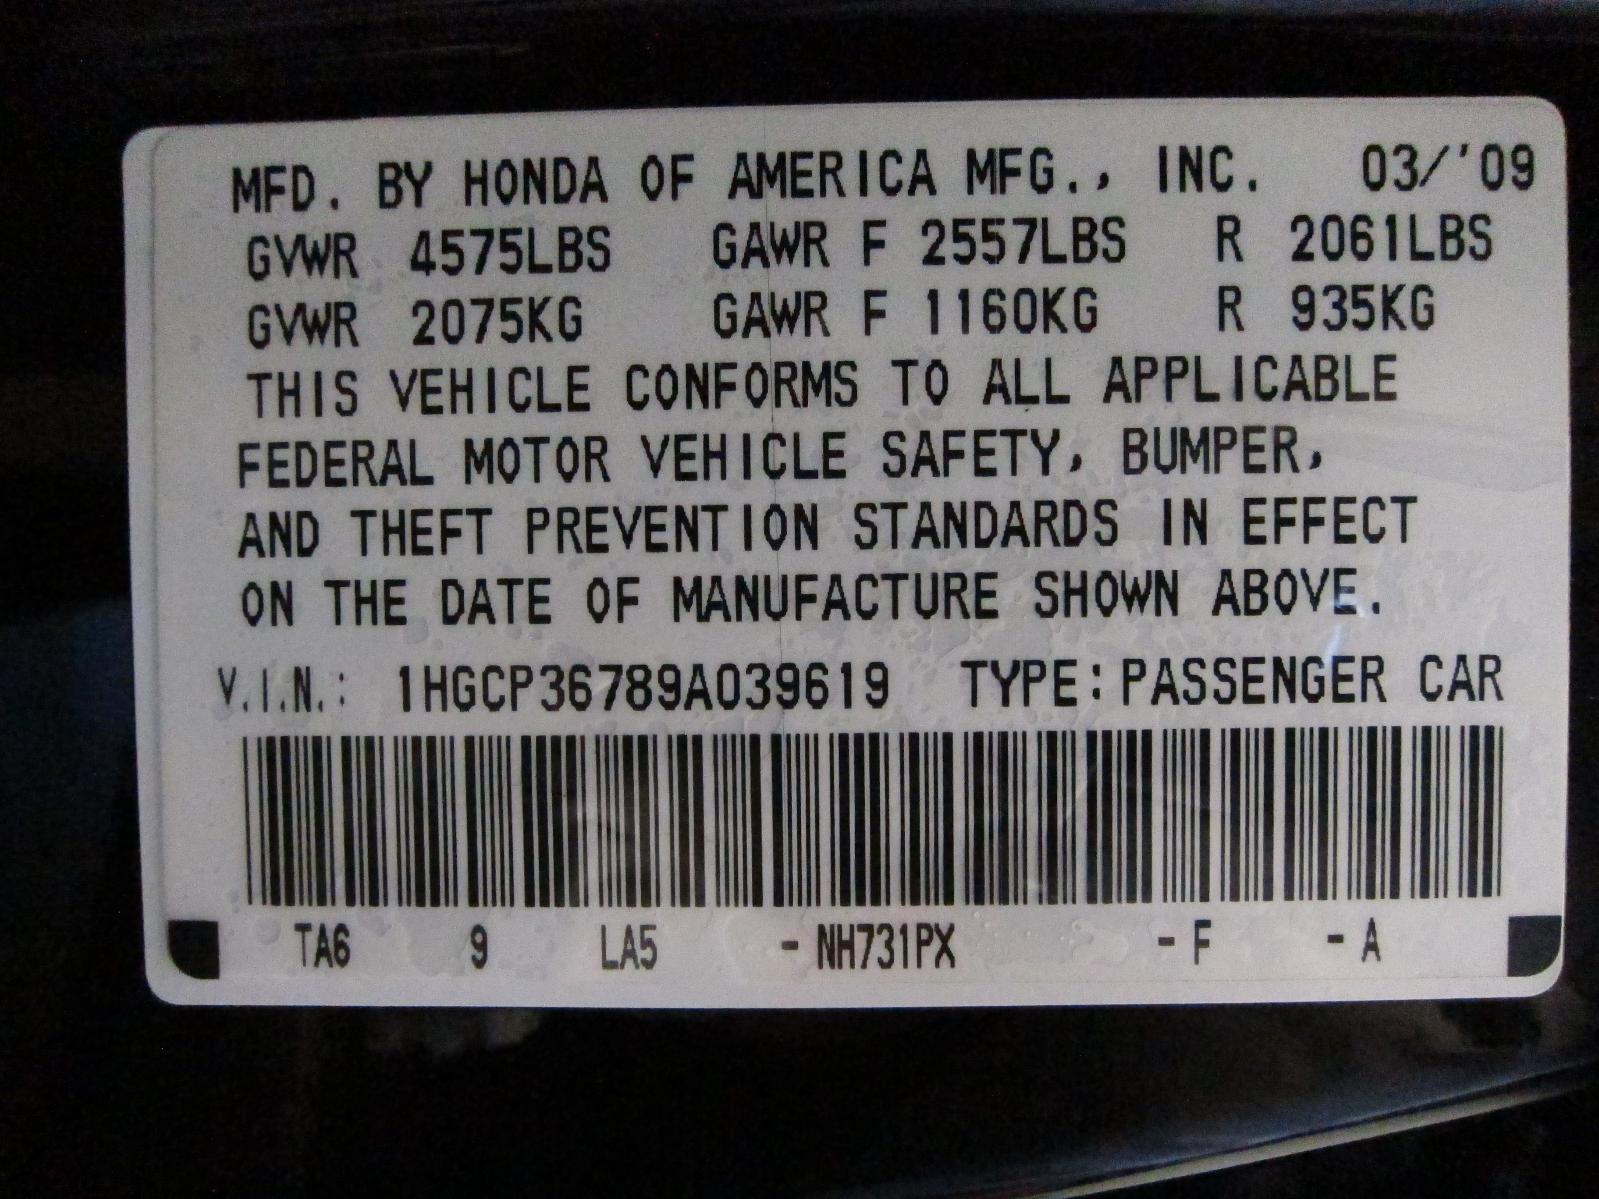 MFD. BY HONDA OF AMERICA MFG., INC. 03/'09
GVWR 4575LBS GAWR F 2557LBS R 2061LBS
GVWR 2075KG GAWR F 1160KG R 935KG
THIS VEHICLE CONFORMS TO ALL APPLICABLE
FEDERAL MOTOR VEHICLE SAFETY, BUMPER,
AND THEFT PREVENTION STANDARDS IN EFFECT
ON THE DATE OF MANUFACTURE SHOWN ABOVE.
V.I.N.: 1HGCP36789A039619 TYPE:PASSENGER CAR
TA6 9 LA5 - NH731PX - F - A